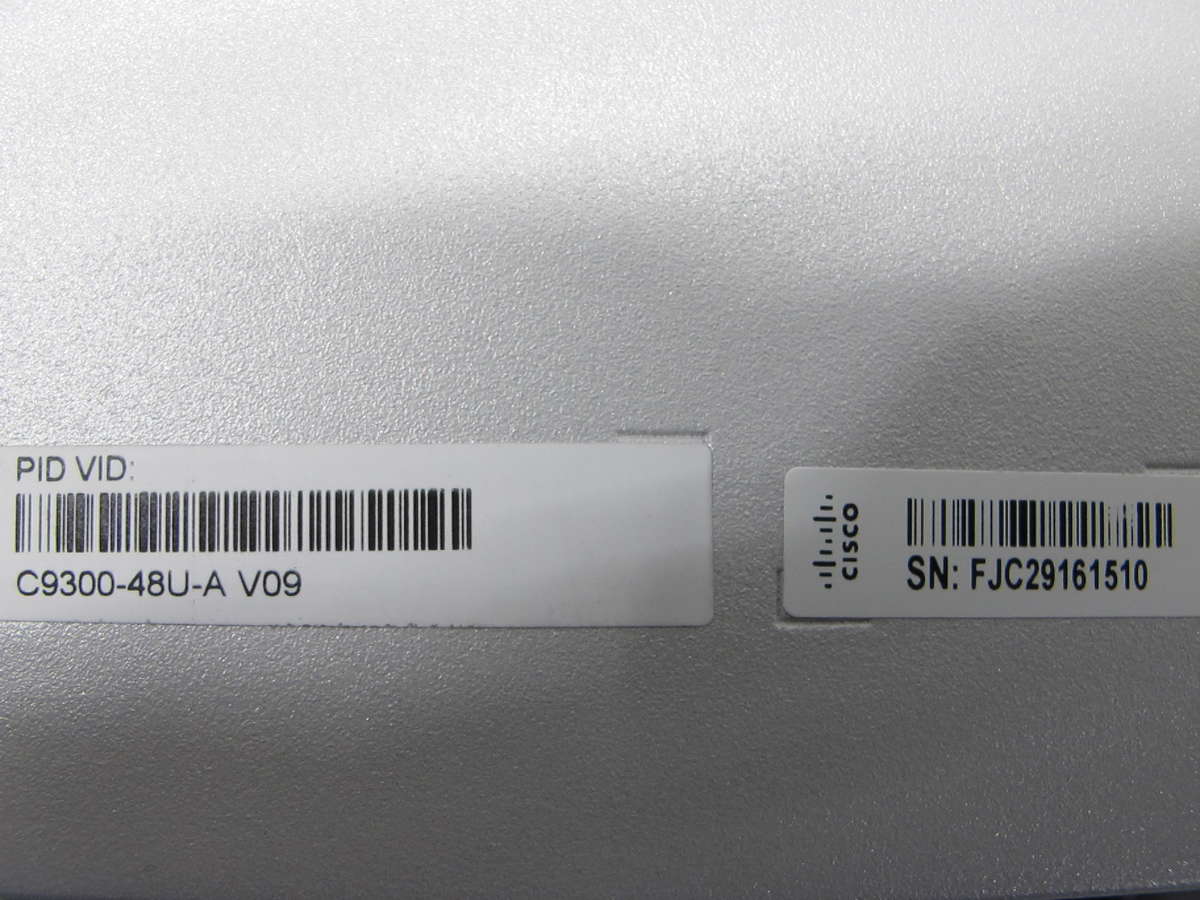 PID VID:
C9300-48U-A V09
CISCO
SN: FJC29161510